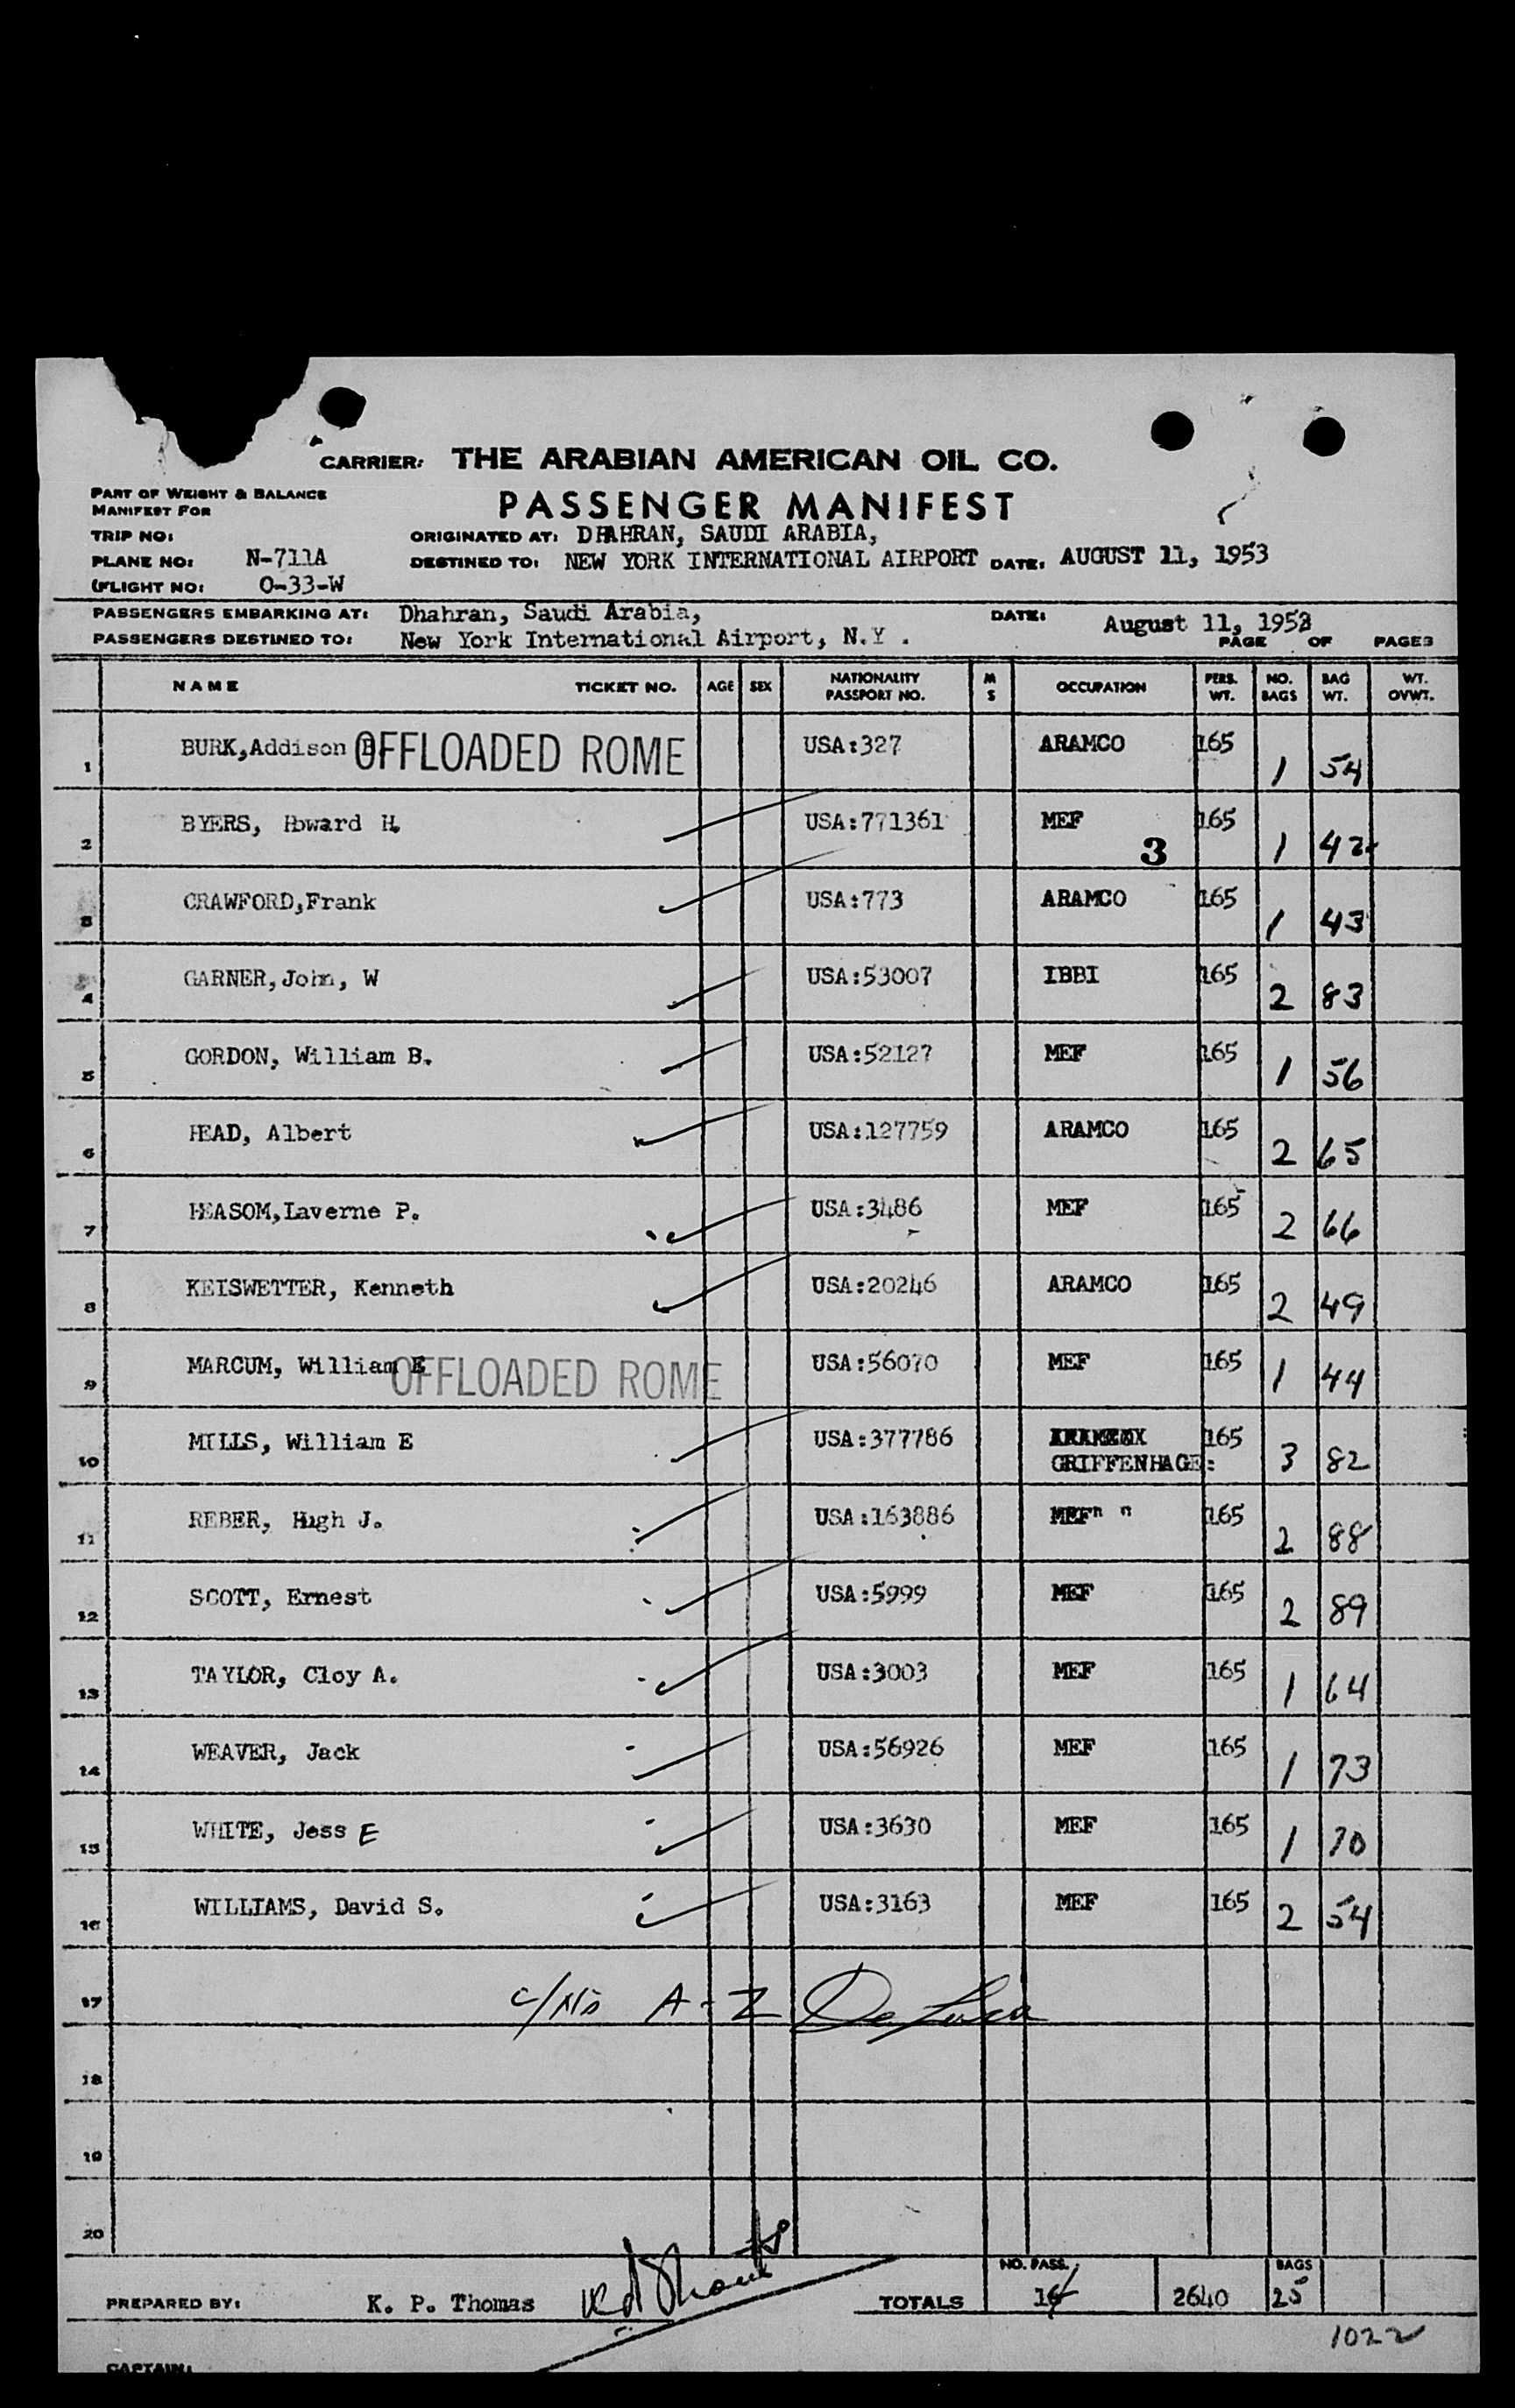 CARRIER: THE ARABIAN AMERICAN OIL CO.
PART OF WEIGHT & BALANCE
MANIFEST FOR
PASSENGER MANIFEST
TRIP NO:
ORIGINATED AT: DHAHRAN, SAUDI ARABIA,
PLANE NO: N-711A
DESTINED TO: NEW YORK INTERNATIONAL AIRPORT DATE: AUGUST 11, 1953
(FLIGHT NO: O-33-W
PASSENGERS EMBARKING AT: Dhahran, Saudi Arabia, DATE: August 11, 1953
PASSENGERS DESTINED TO: New York International Airport, N.Y . PAGE OF PAGES
NAME TICKET NO. AGE SEX NATIONALITY PASSPORT NO. M S OCCUPATION PERS. WT. NO. BAGS BAG WT. WT. OVWT.
1 BURK,Addison B. OFFLOADED ROME USA:327 ARAMCO 165 1 54
2 BYERS, Howard H. USA:771361 MEF 3 165 1 42
3 CRAWFORD,Frank USA:773 ARAMCO 165 1 43
4 GARNER,John, W USA:53007 IBBI 165 2 83
5 GORDON, William B. USA:52127 MEF 165 1 56
6 HEAD, Albert USA:127759 ARAMCO 165 2 65
7 HEASOM,Laverne P. USA:3486 MEF 165 2 66
8 KEISWETTER, Kenneth USA:20246 ARAMCO 165 2 49
9 MARCUM, William E OFFLOADED ROME USA:56070 MEF 165 1 44
10 MILLS, William E USA:377786 GRIFFENHAGE: 165 3 82
11 REBER, Hugh J. USA:163886 MEF" " 165 2 88
12 SCOTT, Ernest USA:5999 MEF 165 2 89
13 TAYLOR, Cloy A. USA:3003 MEF 165 1 64
14 WEAVER, Jack USA:56926 MEF 165 1 73
15 WHITE, Jess E USA:3630 MEF 165 1 70
16 WILLIAMS, David S. USA:3163 MEF 165 2 54
17 A-Z
18
19
20
PREPARED BY: K. P. Thomas TOTALS NO. PASS. 16 2640 BAGS 25
1022
CAPTAIN: